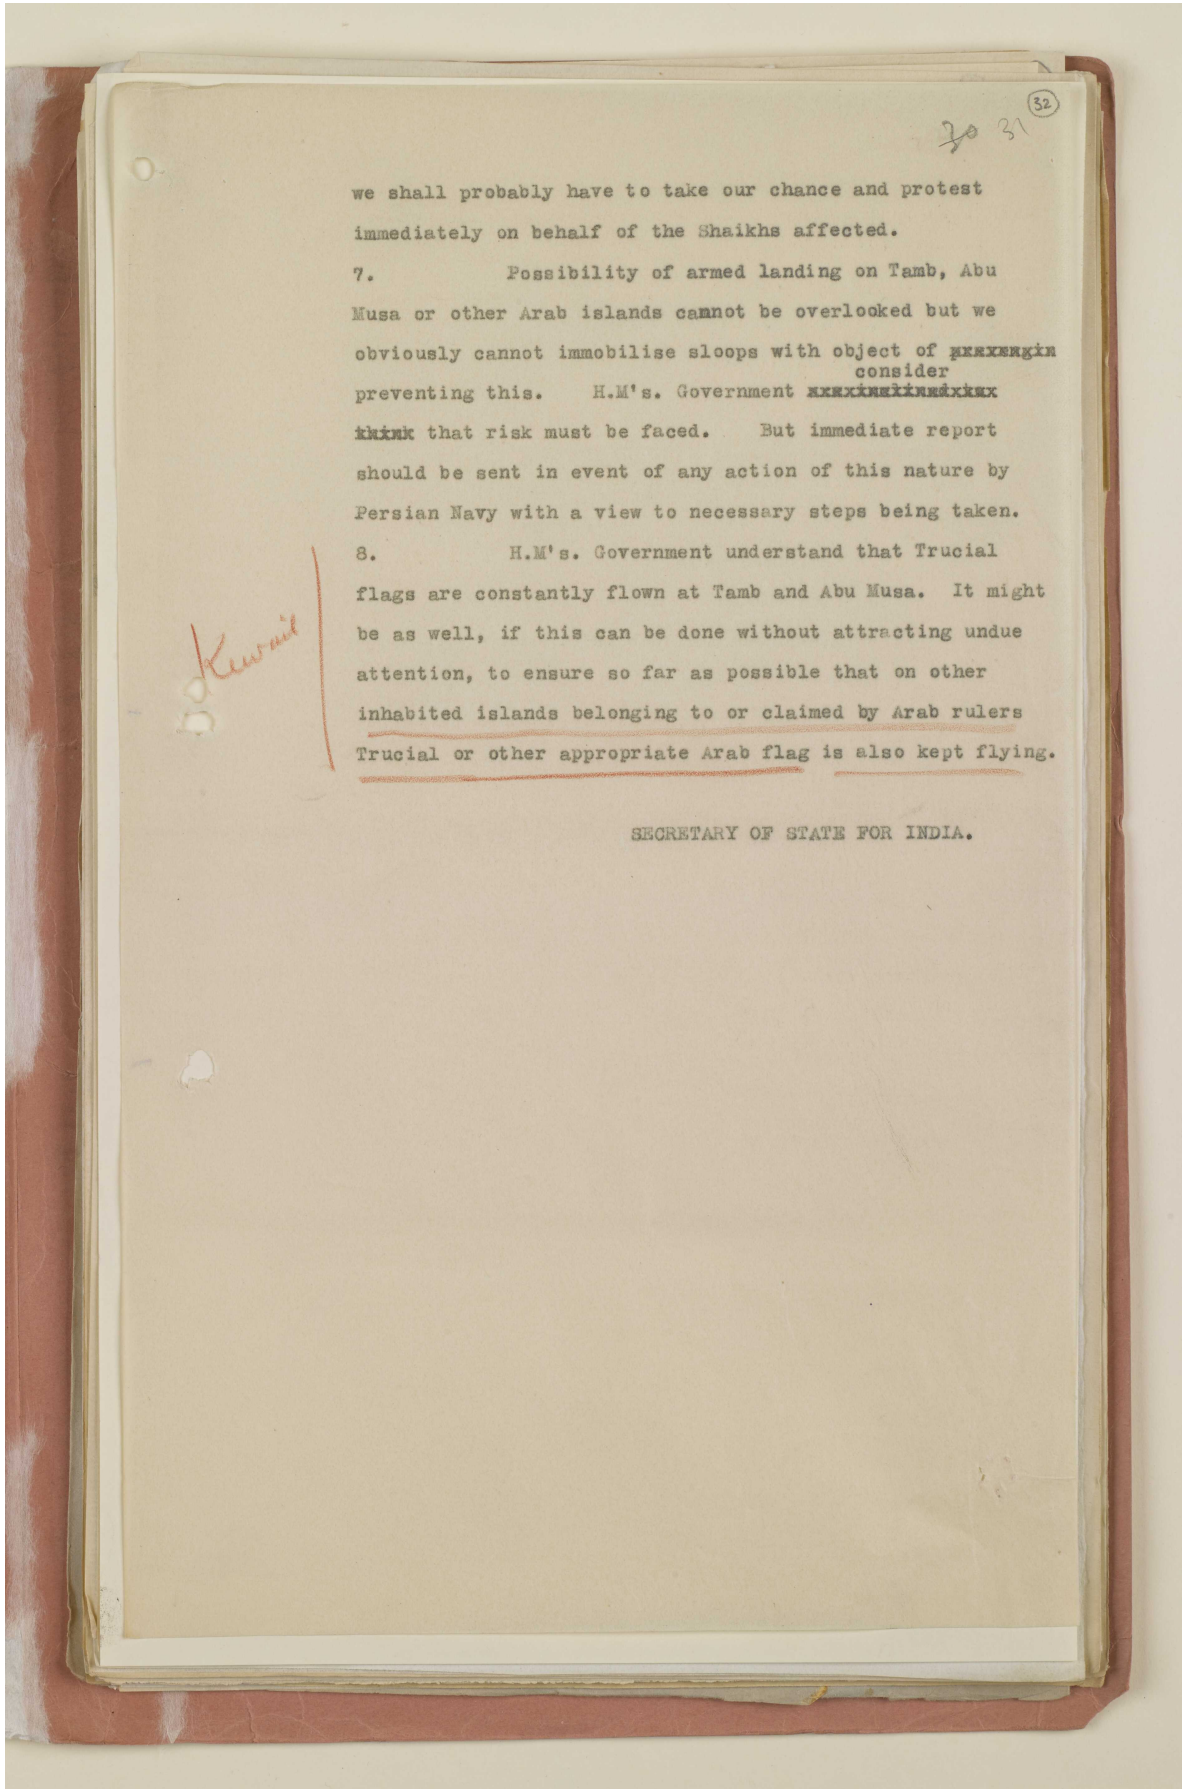 32
30 31
we shall probably have to take our chance and protest
immediately on behalf of the Shaikhs affected.
7. Possibility of armed landing on Tamb, Abu
Musa or other Arab islands cannot be overlooked but we
obviously cannot immobilise sloops with object of
consider
preventing this. H.M's. Government
think that risk must be faced. But immediate report
should be sent in event of any action of this nature by
Persian Navy with a view to necessary steps being taken.
8. H.M's. Government understand that Trucial
flags are constantly flown at Tamb and Abu Musa. It might
be as well, if this can be done without attracting undue
Kuwait
attention, to ensure so far as possible that on other
inhabited islands belonging to or claimed by Arab rulers
Trucial or other appropriate Arab flag is also kept flying.
SECRETARY OF STATE FOR INDIA.